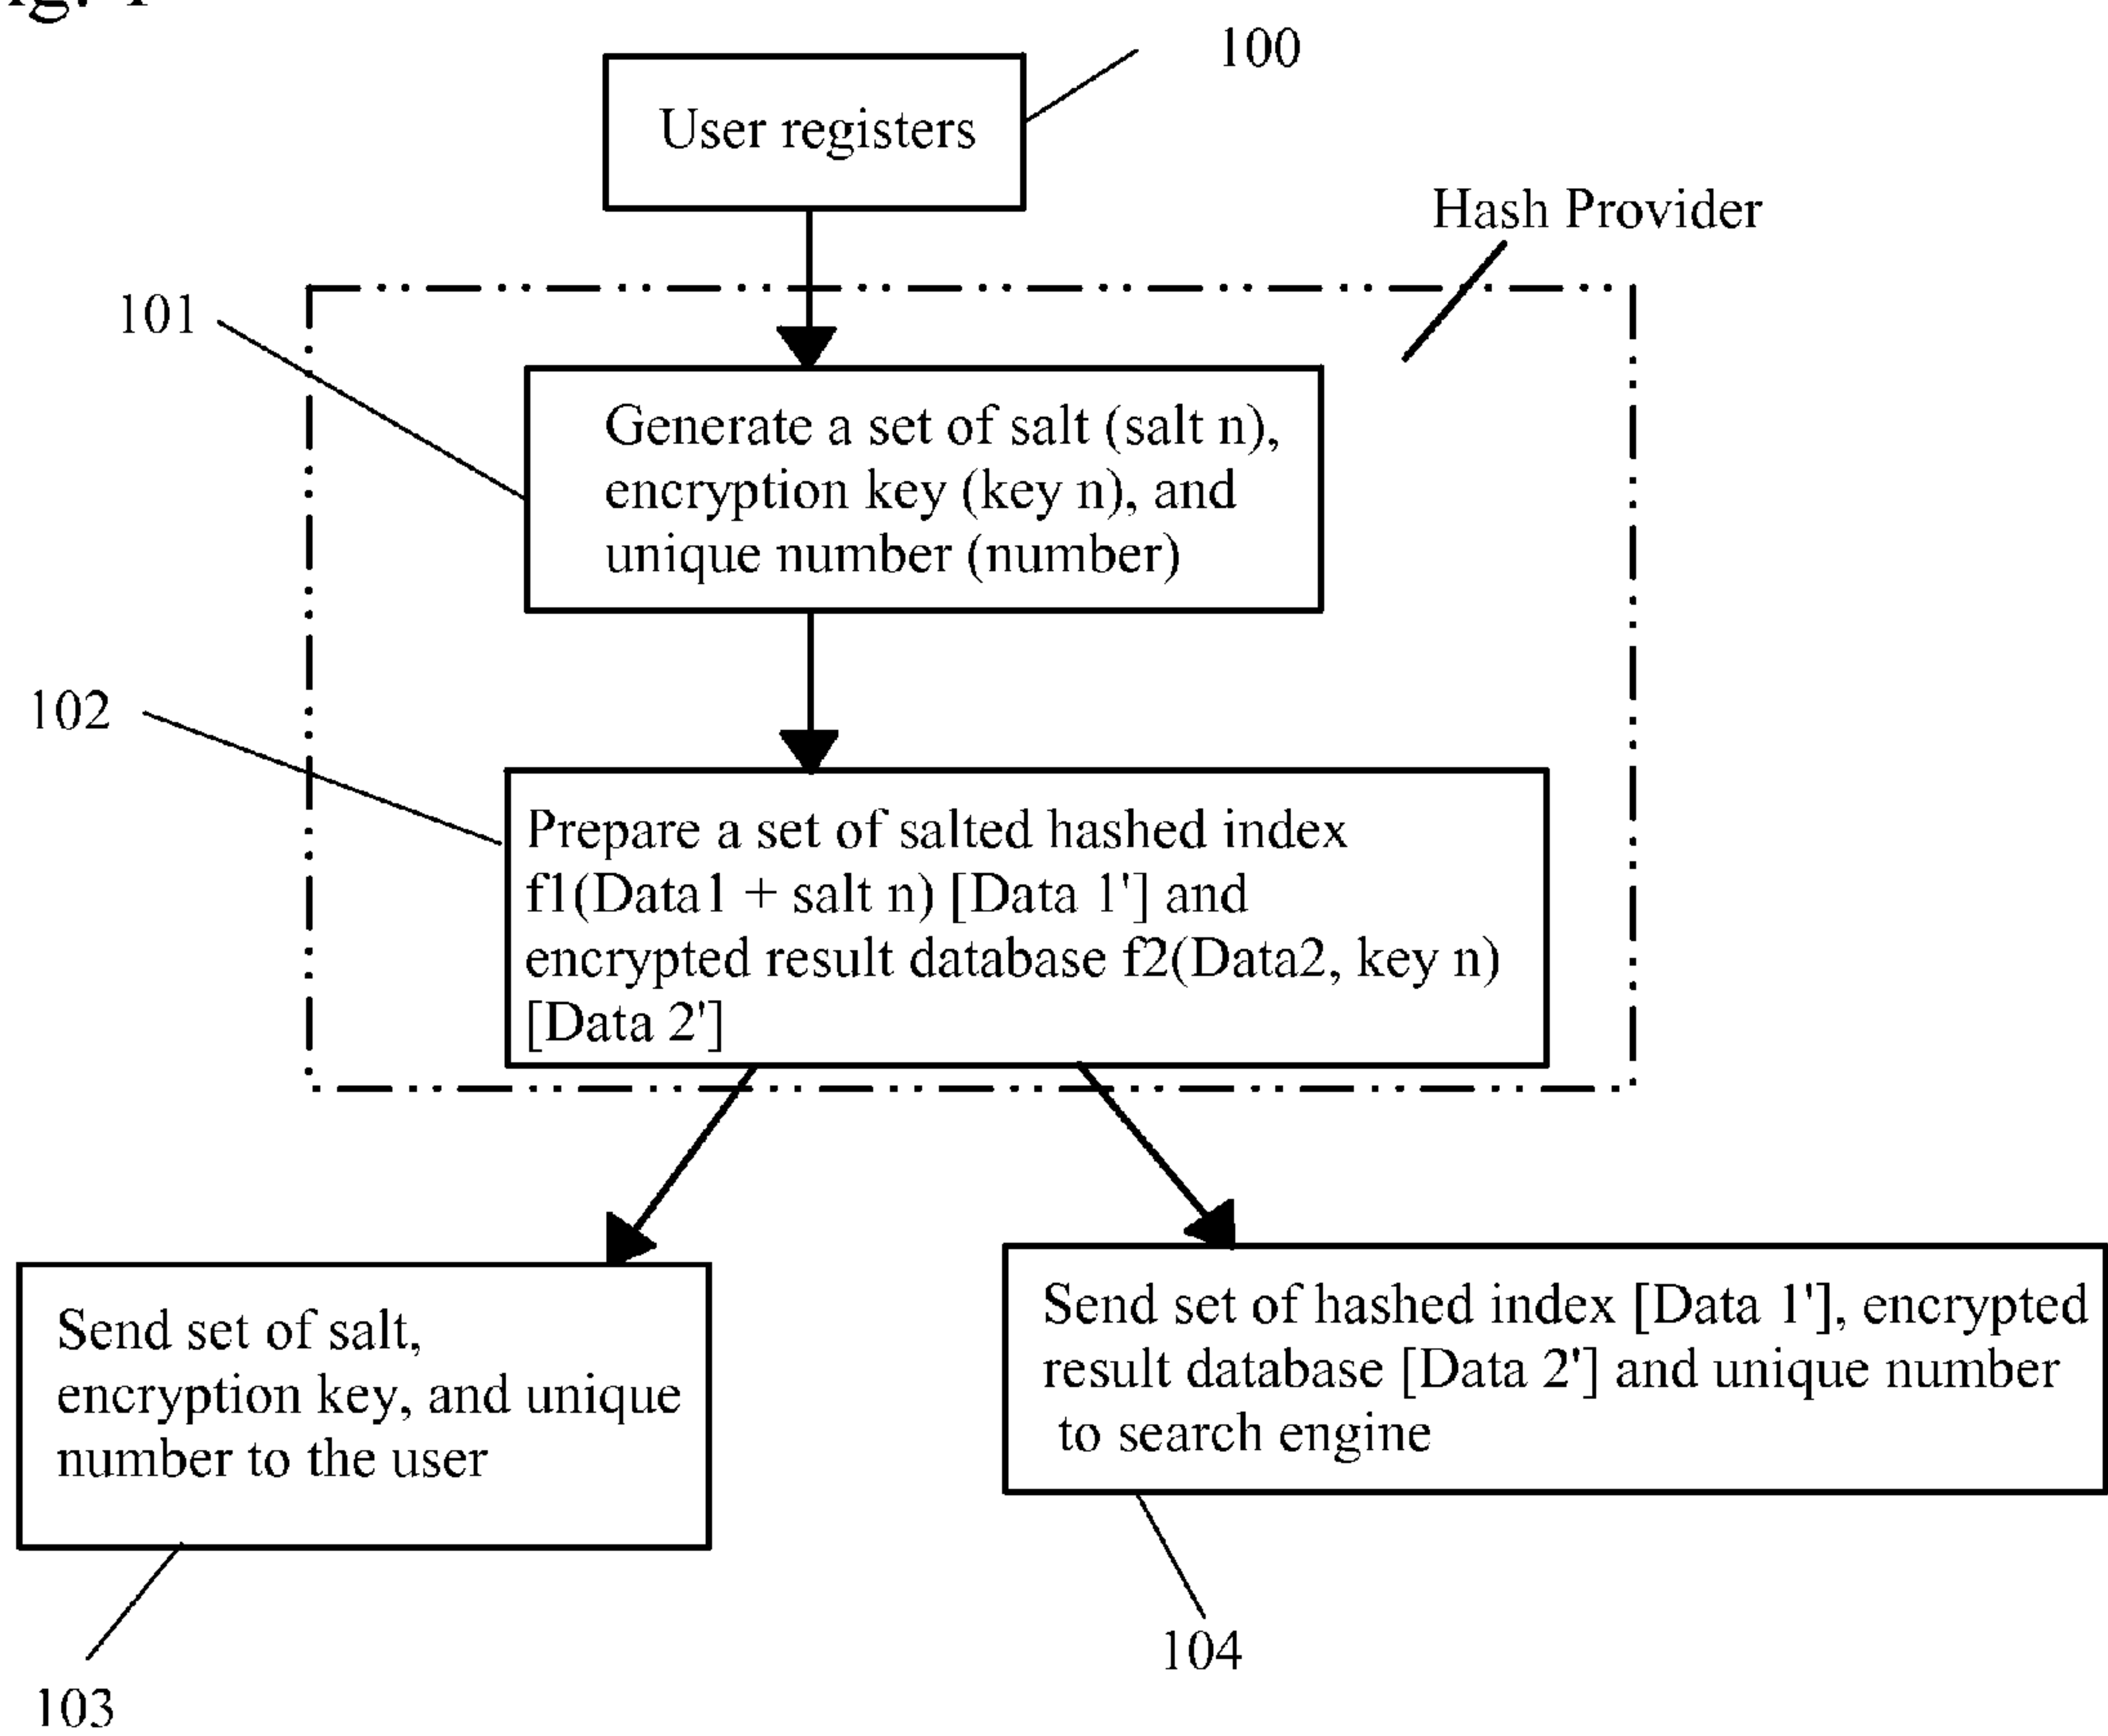 100
User registers
Hash Provider
101
Generate a set of salt (salt n),
encryption key (key n), and
unique number (number)
102
Prepare a set of salted hashed index
f1(Data1 + salt n) [Data 1'] and
encrypted result database f2(Data2, key n)
[Data 2']
Send set of salt,
encryption key, and unique
number to the user
Send set of hashed index [Data 1'], encrypted
result database [Data 2'] and unique number
to search engine
104
103